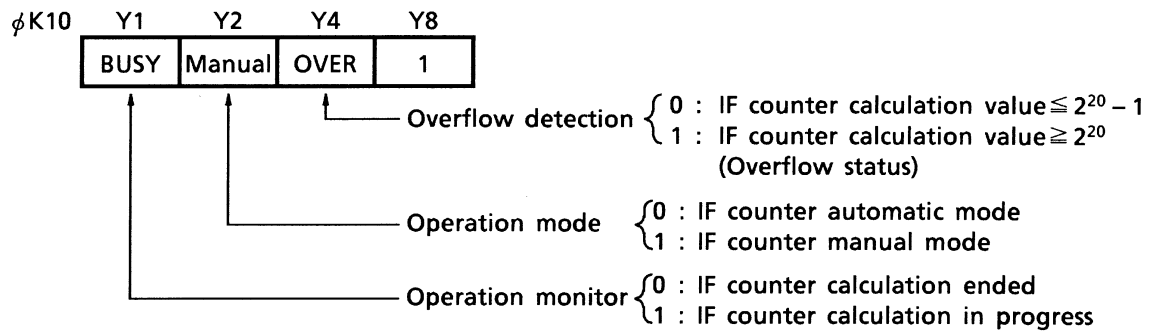 ϕK10 Y1 Y2 Y4 Y8
BUSY Manual OVER 1
Overflow detection { 0 : IF counter calculation value ≦ 2²⁰ – 1
1 : IF counter calculation value ≧ 2²⁰
(Overflow status)
Operation mode { 0 : IF counter automatic mode
1 : IF counter manual mode
Operation monitor { 0 : IF counter calculation ended
1 : IF counter calculation in progress